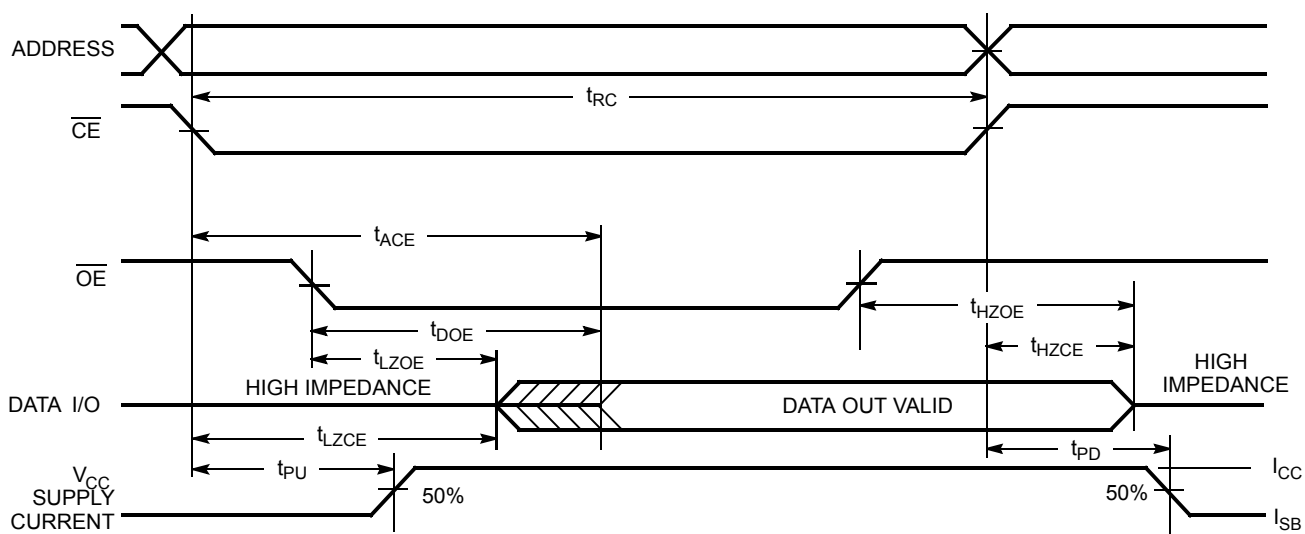 ADDRESS
tRC
CE
tACE
OE
tHZOE
tDOE
tHZCE
tLZOE
HIGH IMPEDANCE
HIGH
IMPEDANCE
DATA I/O
DATA OUT VALID
tLZCE
tPU
tPD
VCC
SUPPLY
CURRENT
50%
50%
ICC
ISB